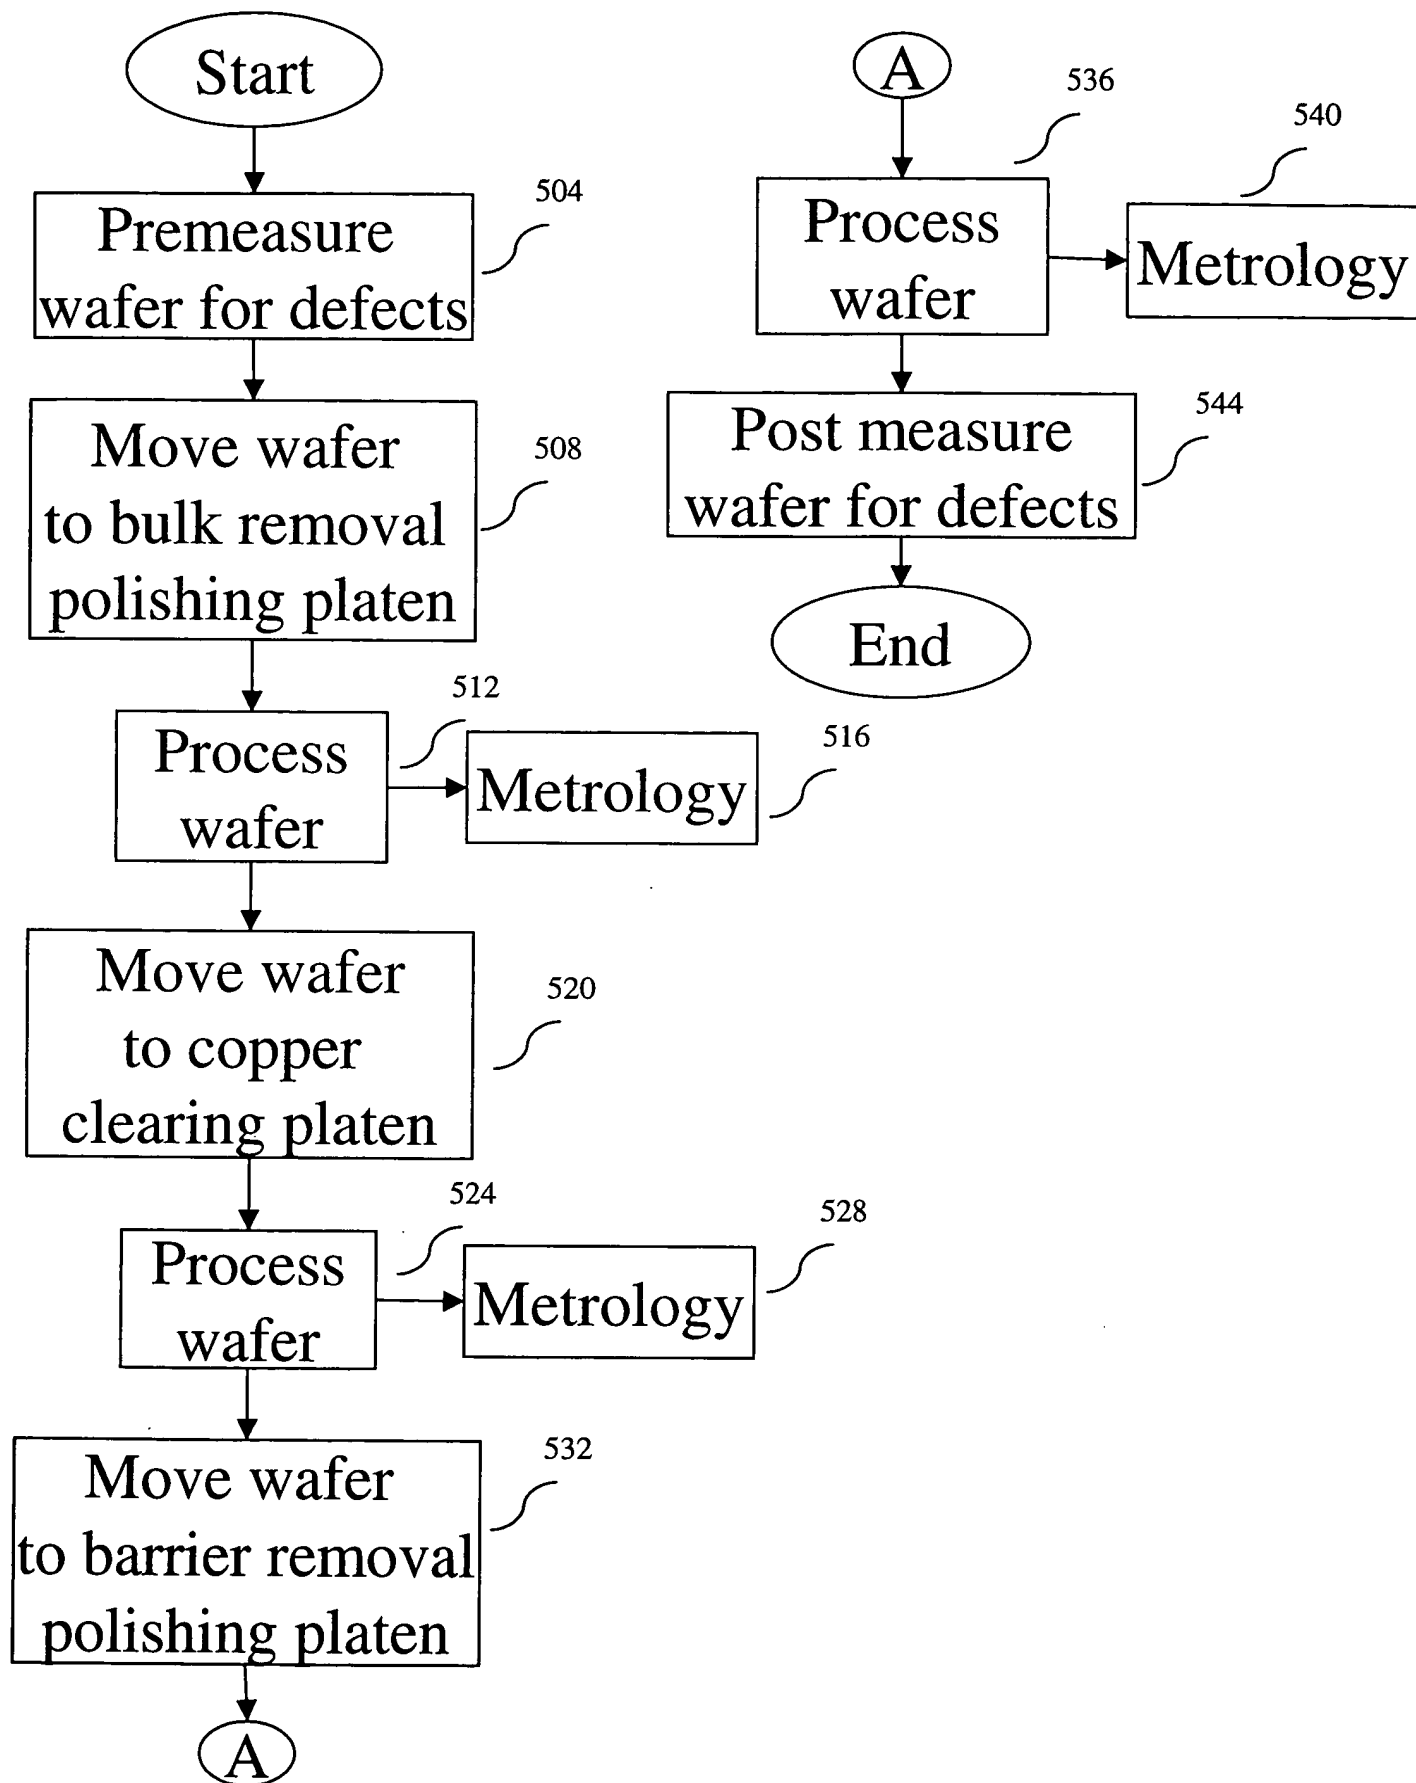 Start
504
Premeasure
wafer for defects
508
Move wafer
to bulk removal
polishing platen
512
Process
wafer
516
Metrology
520
Move wafer
to copper
clearing platen
524
Process
wafer
528
Metrology
532
Move wafer
to barrier removal
polishing platen
A
A
536
Process
wafer
540
Metrology
544
Post measure
wafer for defects
End